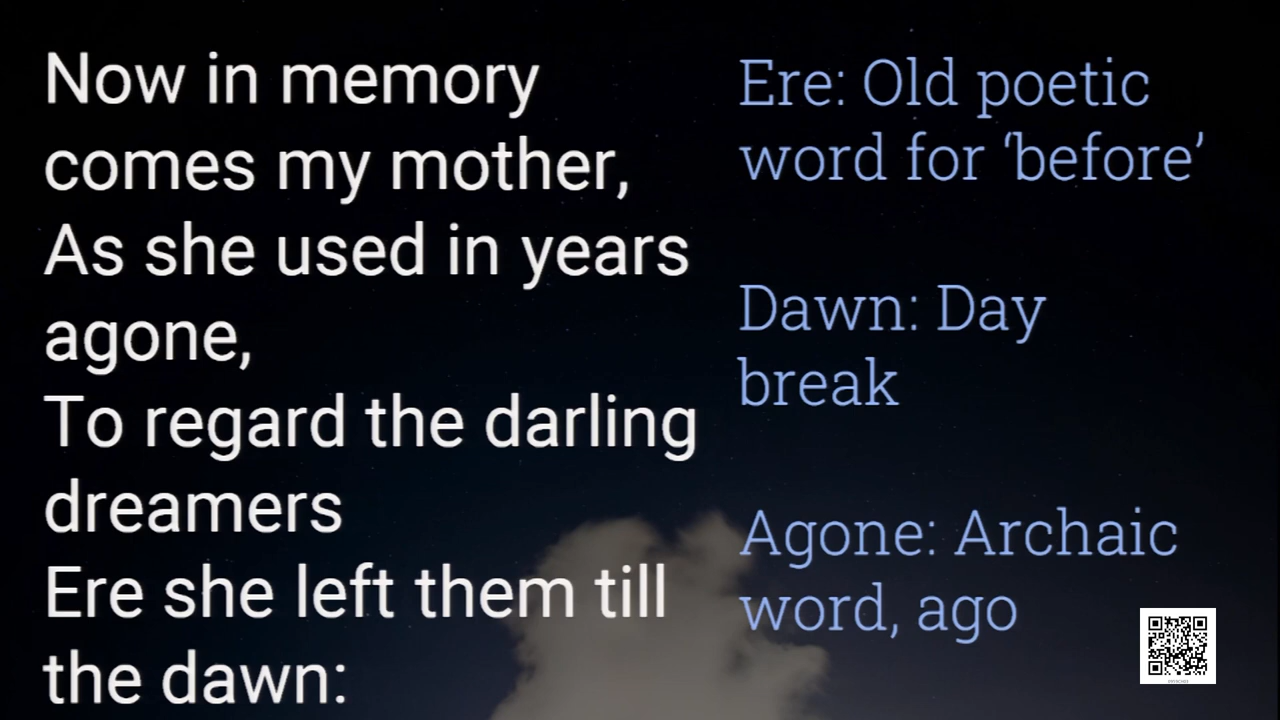 Now in memory
comes my mother,
As she used in years
agone,
To regard the darling
dreamers
Ere she left them till
the dawn:
Ere: Old poetic
word for ‘before’
Dawn: Day
break
Agone: Archaic
word, ago